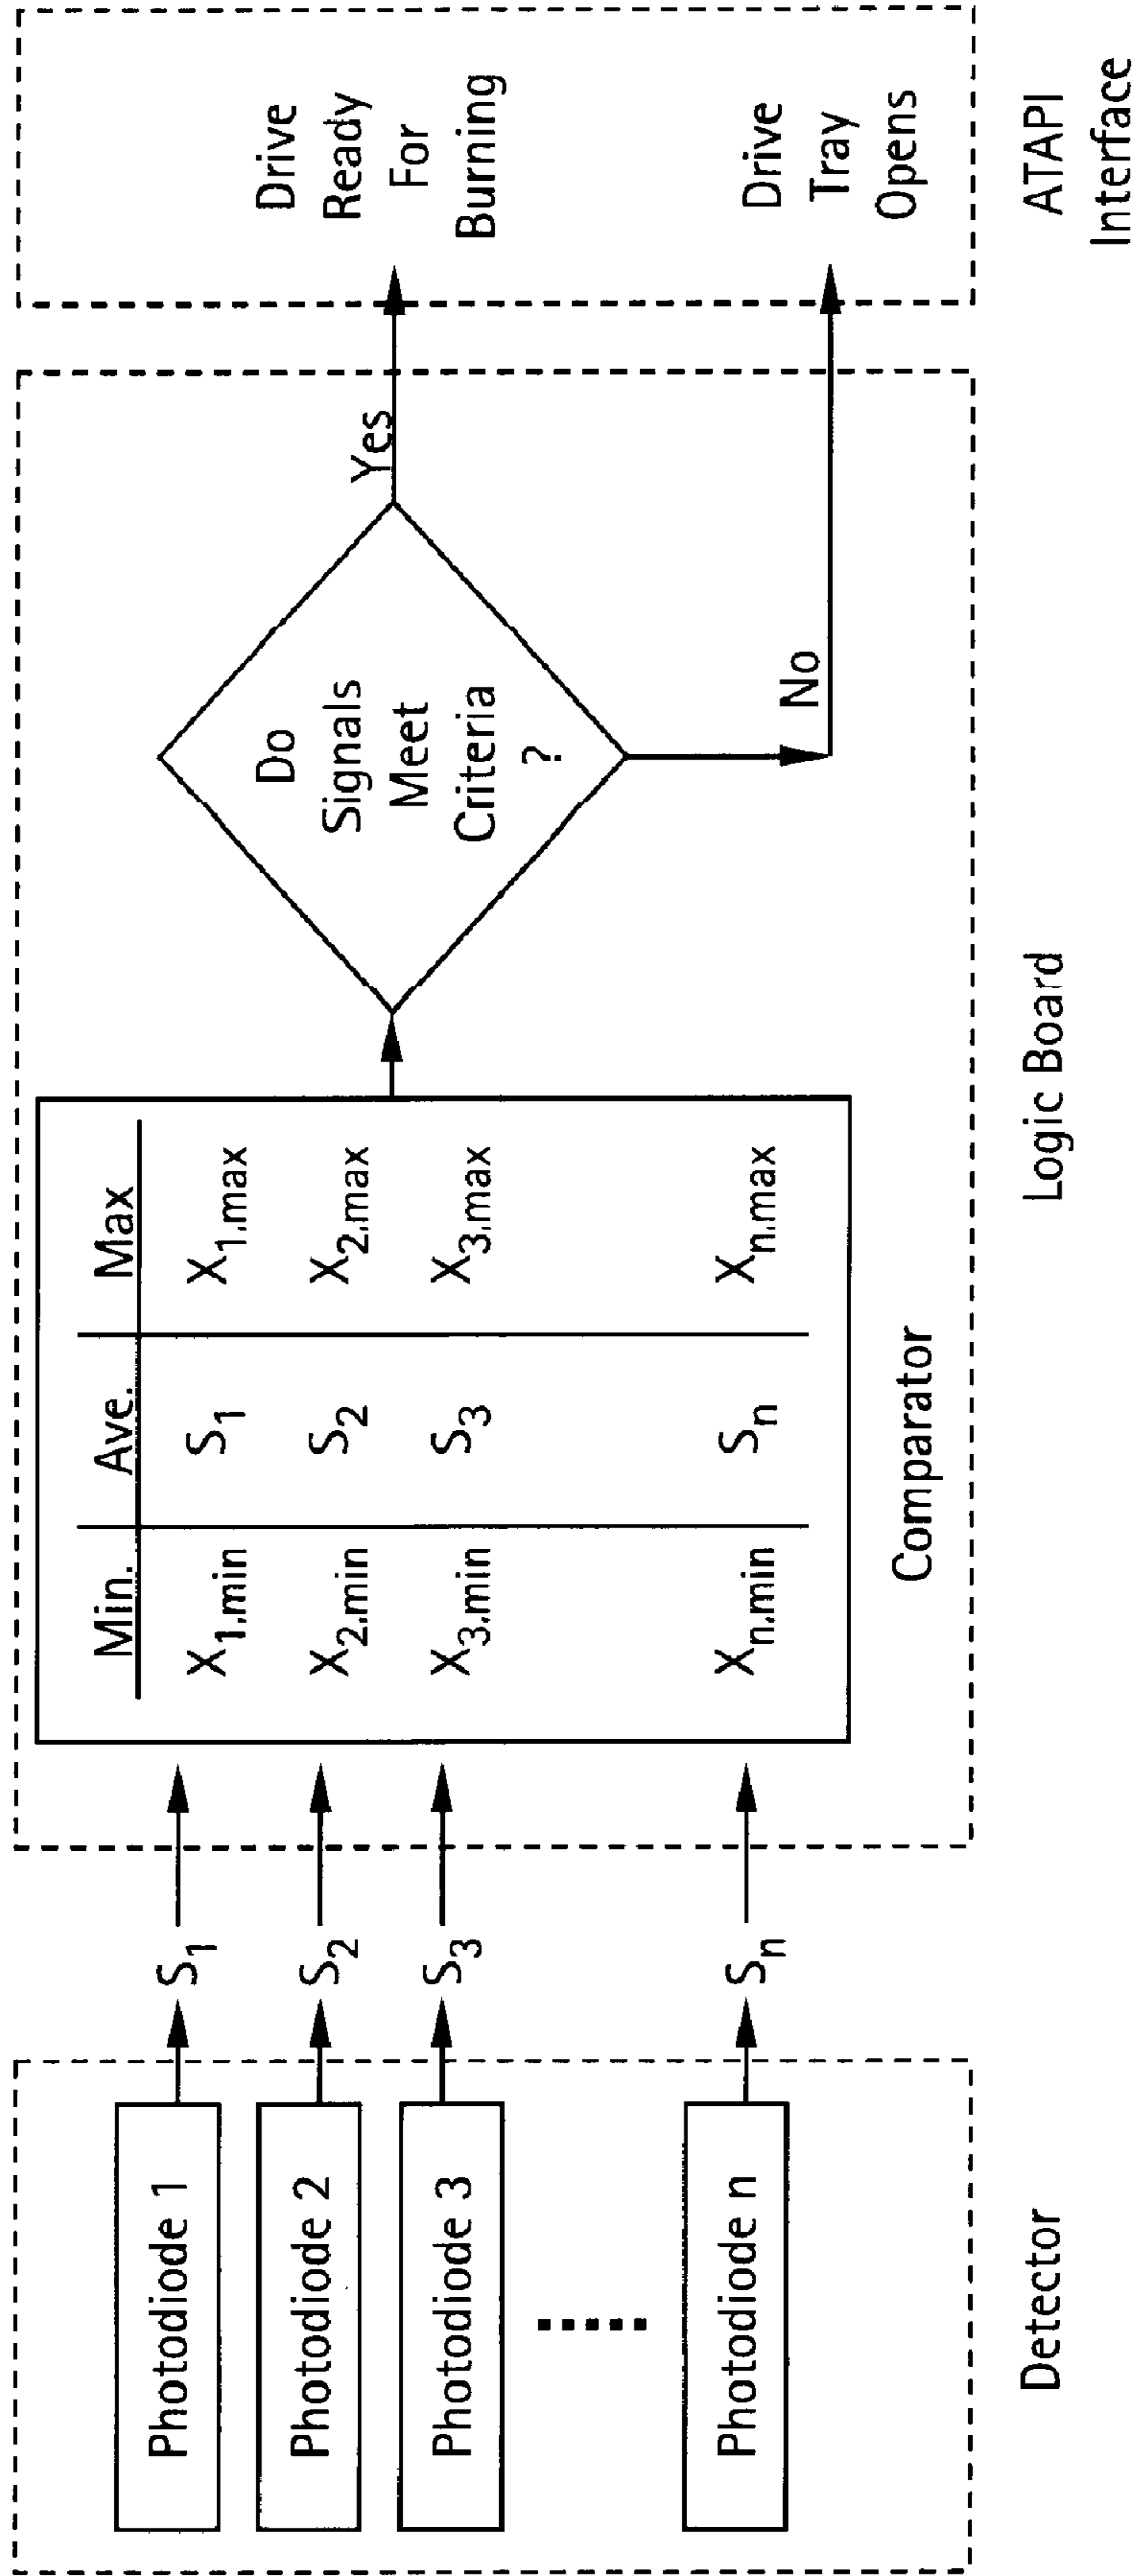 Photodiode 1
Photodiode 2
Photodiode 3
Photodiode n
Detector
S1
S2
S3
Sn
Min. Ave. Max
X1,min S1 X1,max
X2,min S2 X2,max
X3,min S3 X3,max
Xn,min Sn Xn,max
Comparator
Do
Signals
Meet
Criteria
?
Yes
No
Logic Board
Drive
Ready
For
Burning
Drive
Tray
Opens
ATAPI
Interface